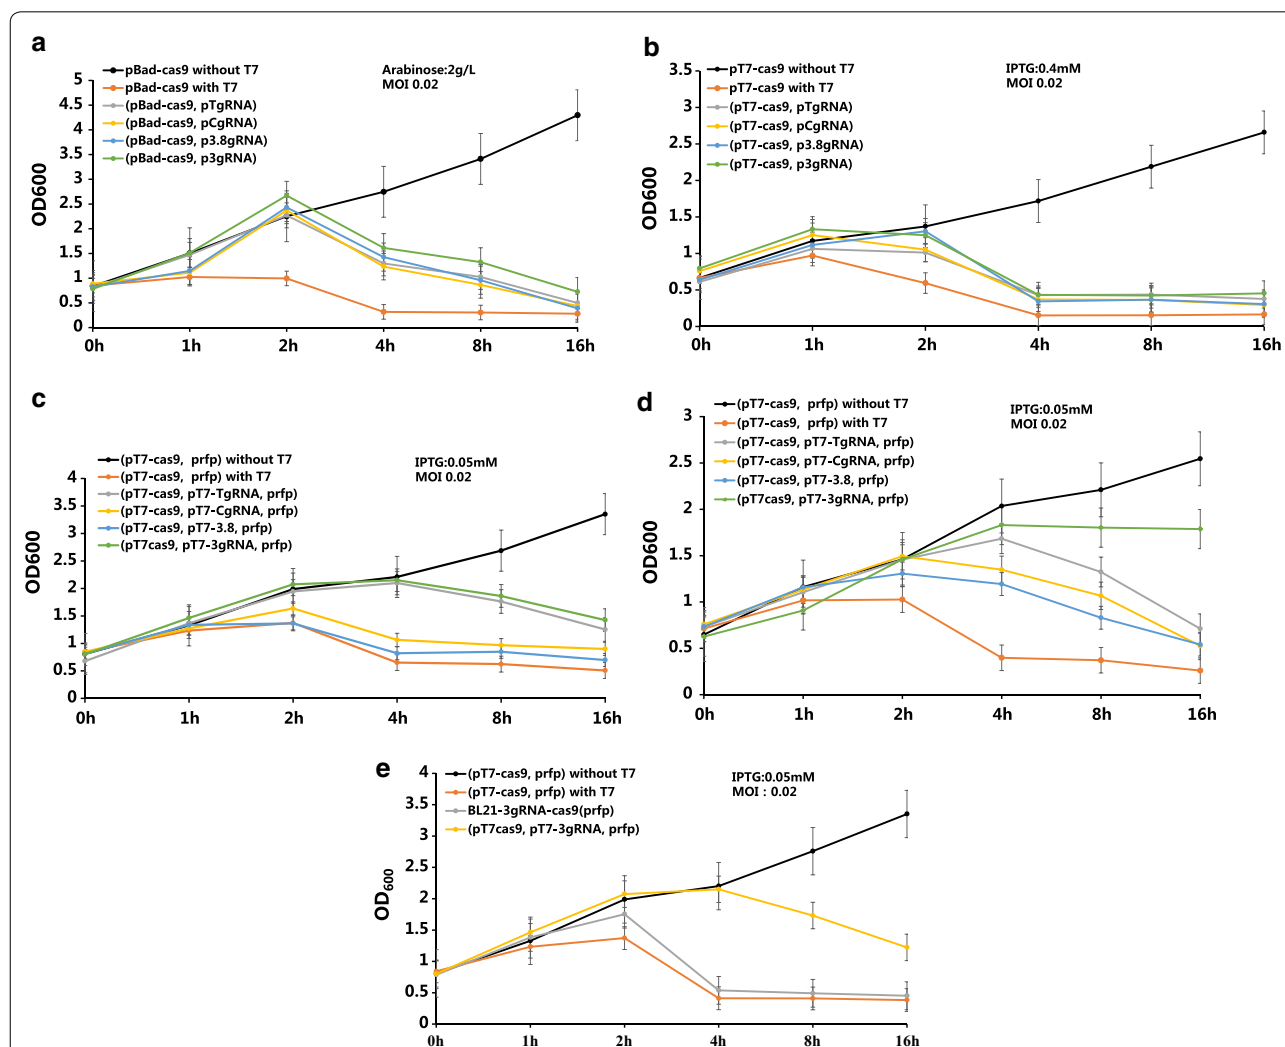 a
pBad-cas9 without T7
pBad-cas9 with T7
(pBad-cas9, pTgRNA)
(pBad-cas9, pCgRNA)
(pBad-cas9, p3.8gRNA)
(pBad-cas9, p3gRNA)
Arabinose:2g/L
MOI 0.02
OD600
5
4.5
4
3.5
3
2.5
2
1.5
1
0.5
0
0h 1h 2h 4h 8h 16h
b
pT7-cas9 without T7
pT7-cas9 with T7
(pT7-cas9, pTgRNA)
(pT7-cas9, pCgRNA)
(pT7-cas9, p3.8gRNA)
(pT7-cas9, p3gRNA)
IPTG:0.4mM
MOI 0.02
OD600
3.5
3
2.5
2
1.5
1
0.5
0
0h 1h 2h 4h 8h 16h
c
(pT7-cas9, prfp) without T7
(pT7-cas9, prfp) with T7
(pT7-cas9, pT7-TgRNA, prfp)
(pT7-cas9, pT7-CgRNA, prfp)
(pT7-cas9, pT7-3.8, prfp)
(pT7cas9, pT7-3gRNA, prfp)
IPTG:0.05mM
MOI 0.02
OD600
4
3.5
3
2.5
2
1.5
1
0.5
0
0h 1h 2h 4h 8h 16h
d
(pT7-cas9, prfp) without T7
(pT7-cas9, prfp) with T7
(pT7-cas9, pT7-TgRNA, prfp)
(pT7-cas9, pT7-CgRNA, prfp)
(pT7-cas9, pT7-3.8, prfp)
(pT7cas9, pT7-3gRNA, prfp)
IPTG:0.05mM
MOI 0.02
OD600
3
2.5
2
1.5
1
0.5
0
0h 1h 2h 4h 8h 16h
e
(pT7-cas9, prfp) without T7
(pT7-cas9, prfp) with T7
BL21-3gRNA-cas9(prfp)
(pT7cas9, pT7-3gRNA, prfp)
IPTG:0.05mM
MOI : 0.02
OD600
4
3.5
3
2.5
2
1.5
1
0.5
0
0h 1h 2h 4h 8h 16h